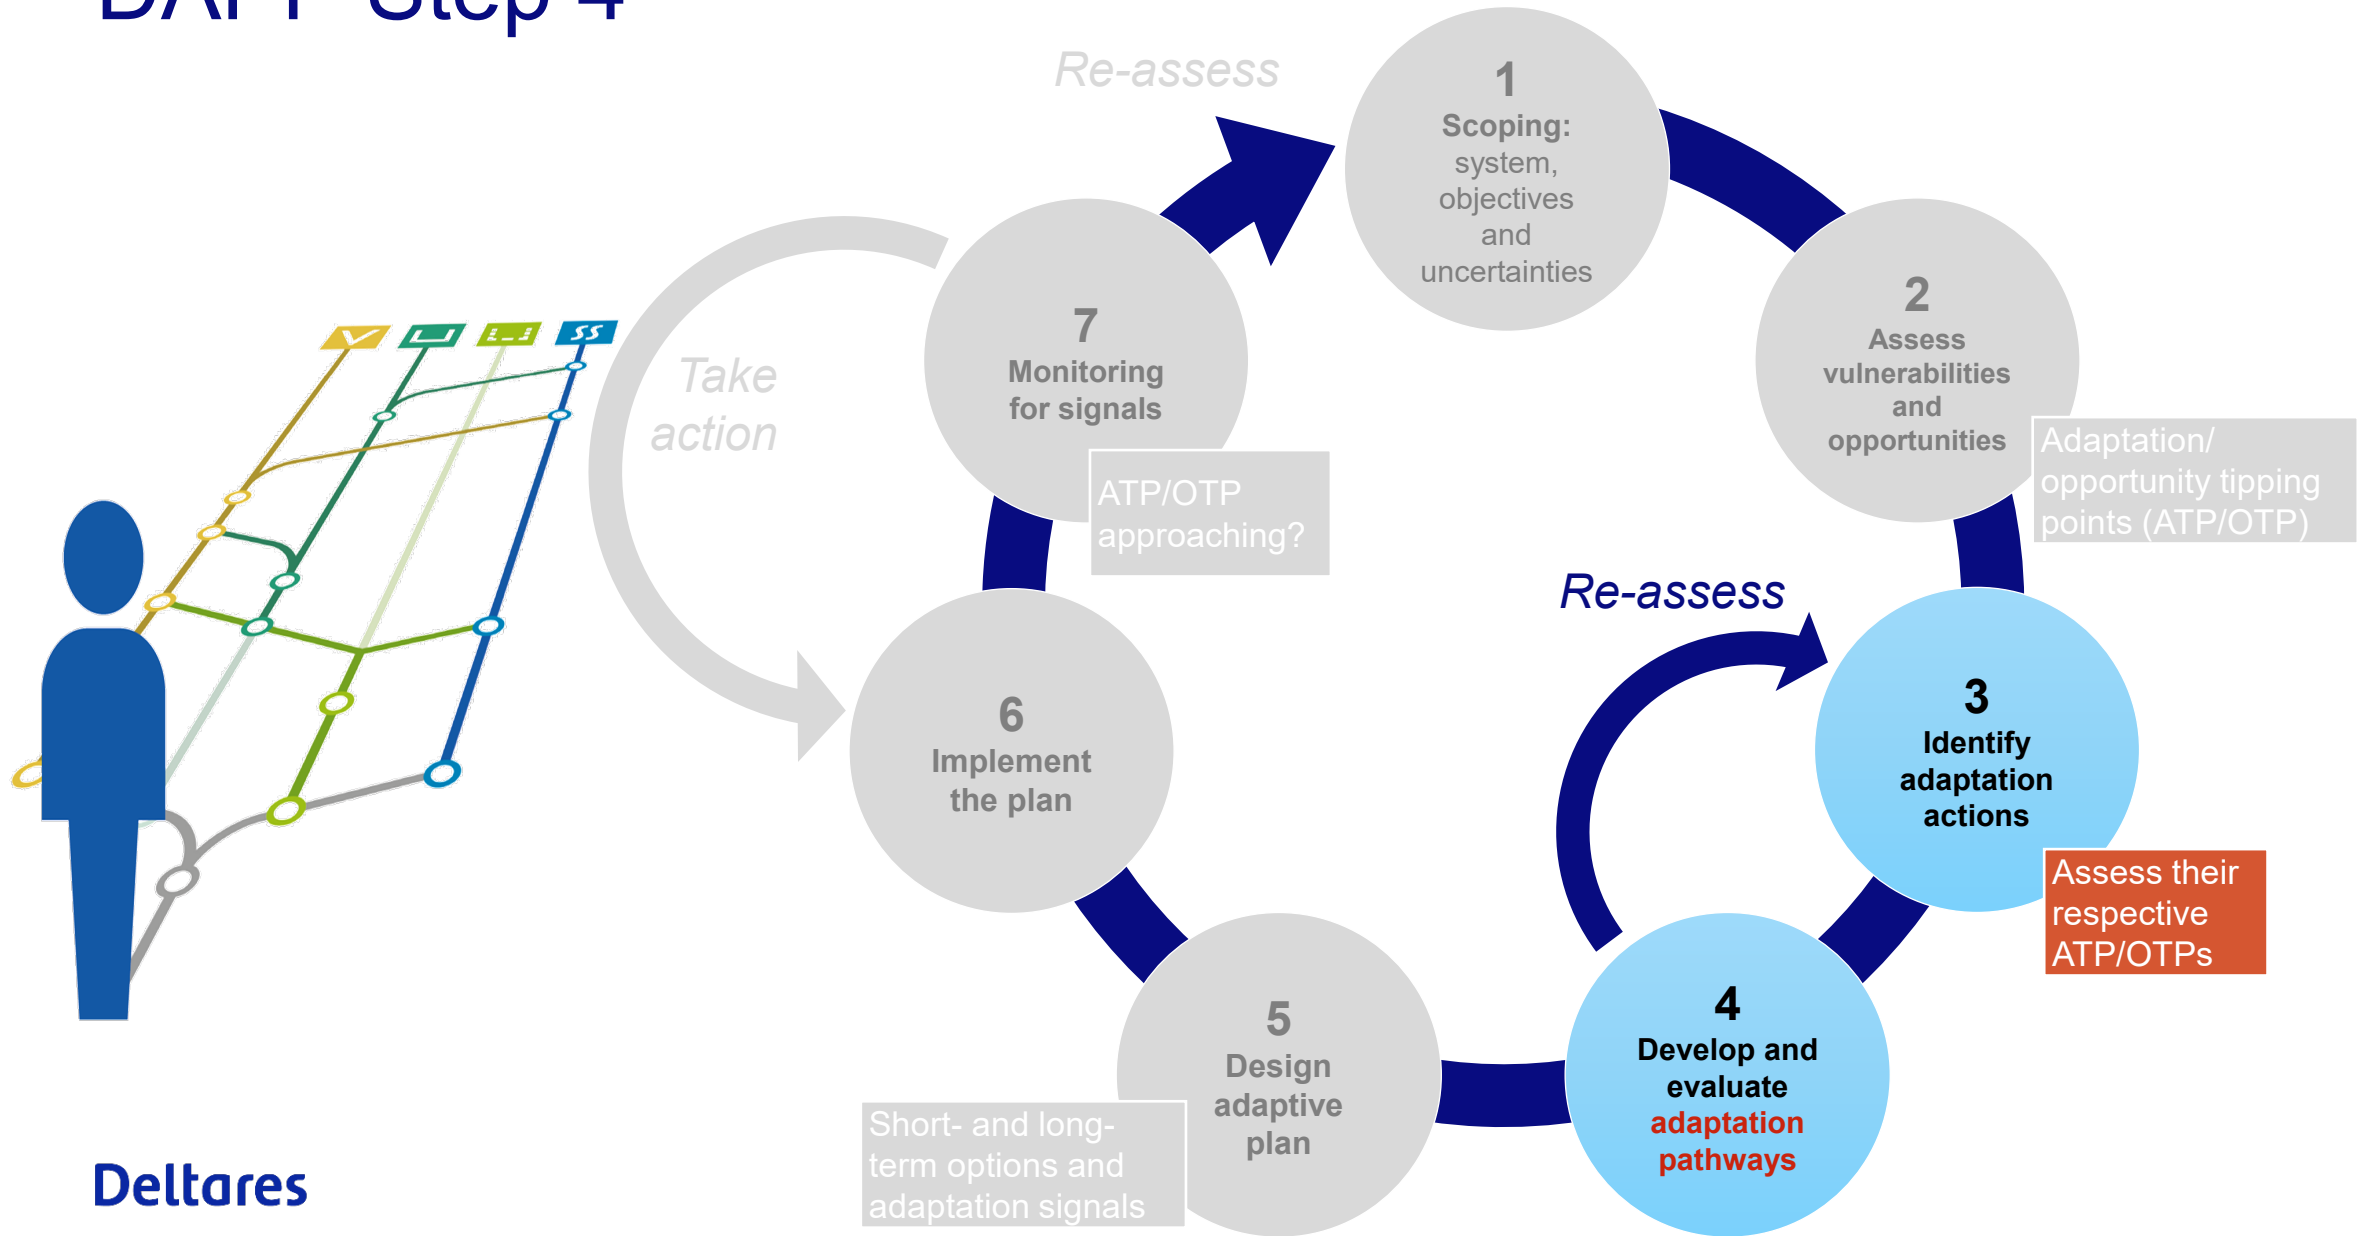 DAPP Step 4
Re-assess
1
Scoping:
system,
objectives
and
uncertainties
2
Assess
vulnerabilities
and
opportunities
Adaptation/
opportunity tipping
points (ATP/OTP)
Re-assess
3
Identify
adaptation
actions
Assess their
respective
ATP/OTPs
4
Develop and
evaluate
adaptation
pathways
5
Design
adaptive
plan
Short- and long-
term options and
adaptation signals
6
Implement
the plan
7
Monitoring
for signals
ATP/OTP
approaching?
Take
action
Deltares